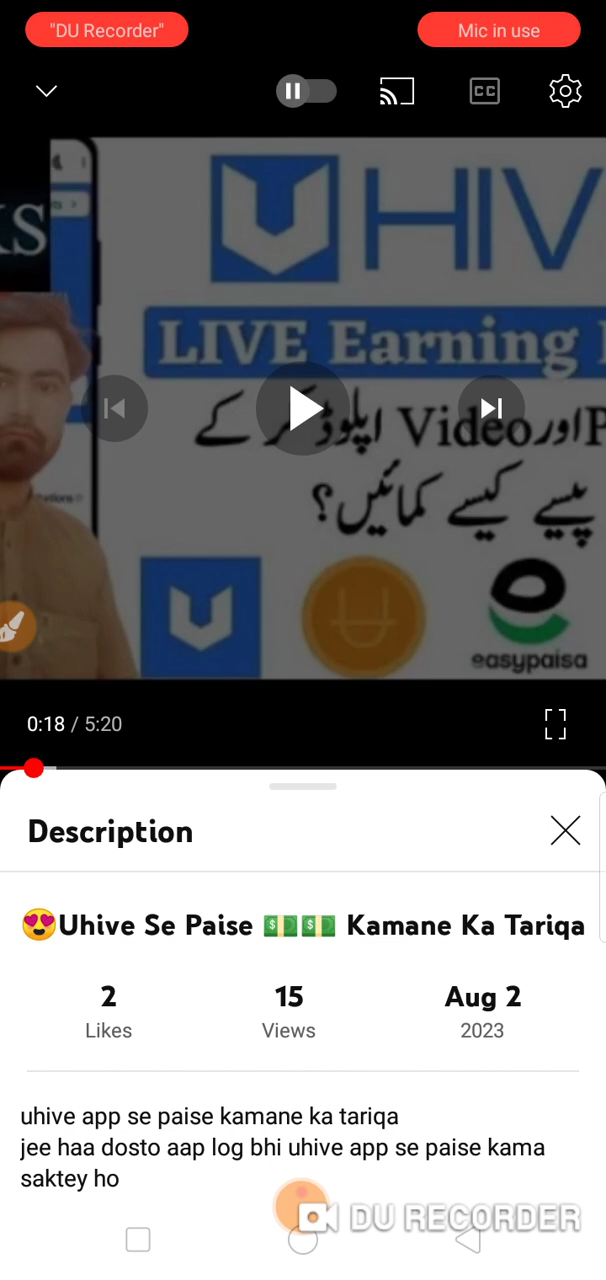 "DU Recorder"
Mic in use
CC
KS
UHIV
LIVE Earning
اور Video اپلوڈ کر کے
پیسے کیسے کمائیں؟
easypaisa
0:18 / 5:20
Description
😍Uhive Se Paise 💵💵 Kamane Ka Tariqa
2
Likes
15
Views
Aug 2
2023
uhive app se paise kamane ka tariqa
jee haa dosto aap log bhi uhive app se paise kama
saktey ho
DU RECORDER